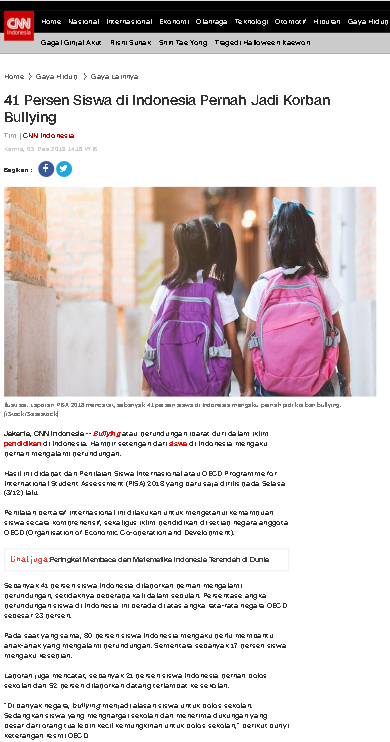 CNN
Indonesia
Home Nasional Internasional Ekonomi Olahraga Teknologi Otomotif Hiburan Gaya Hidup
Gagal Ginjal Akut Rishi Sunak Shin Tae Yong Tragedi Halloween Itaewon
Home > Gaya Hidup > Gaya Lainnya
41 Persen Siswa di Indonesia Pernah Jadi Korban
Bullying
Tim | CNN Indonesia
Kamis, 05 Des 2019 14:18 WIB
Bagikan :
Ilustrasi. Laporan PISA 2018 mencatat, sebanyak 41 persen siswa di Indonesia mengaku pernah jadi korban bullying.
(iStock/
Jakarta, CNN Indonesia -- Bullying atau perundungan ibarat duri dalam iklim
pendidikan di Indonesia. Hampir setengah dari siswa di Indonesia mengaku
pernah mengalami perundungan.
Hasil ini didapat dari Penilaian Siswa Internasional atau OECD Programme for
International Student Assessment (PISA) 2018 yang baru saja dirilis pada Selasa
(3/12) lalu.
Penilaian bertaraf internasional ini dilakukan untuk mengetahui kemampuan
siswa secara komprehensif, sekaligus iklim pendidikan di setiap negara anggota
OECD (Organisation of Economic Co-operation and Development).
Lihat juga: Peringkat Membaca dan Matematika Indonesia Terendah di Dunia
Sebanyak 41 persen siswa Indonesia dilaporkan pernah mengalami
perundungan, setidaknya beberapa kali dalam sebulan. Persentase angka
perundungan siswa di Indonesia ini berada di atas angka rata-rata negara OECD
sebesar 23 persen.
Pada saat yang sama, 80 persen siswa Indonesia mengaku perlu membantu
anak-anak yang mengalami perundungan. Sementara sebanyak 17 persen siswa
mengaku kesepian.
Laporan juga mencatat, sebanyak 21 persen siswa Indonesia pernah bolos
sekolah dan 52 persen dilaporkan datang terlambat ke sekolah.
"Di banyak negara, bullying menjadi alasan siswa untuk bolos sekolah.
Sedangkan siswa yang menghargai sekolah dan menerima dukungan yang
besar dari orang tua lebih kecil kemungkinan untuk bolos sekolah," berikut bunyi
keterangan resmi OECD.